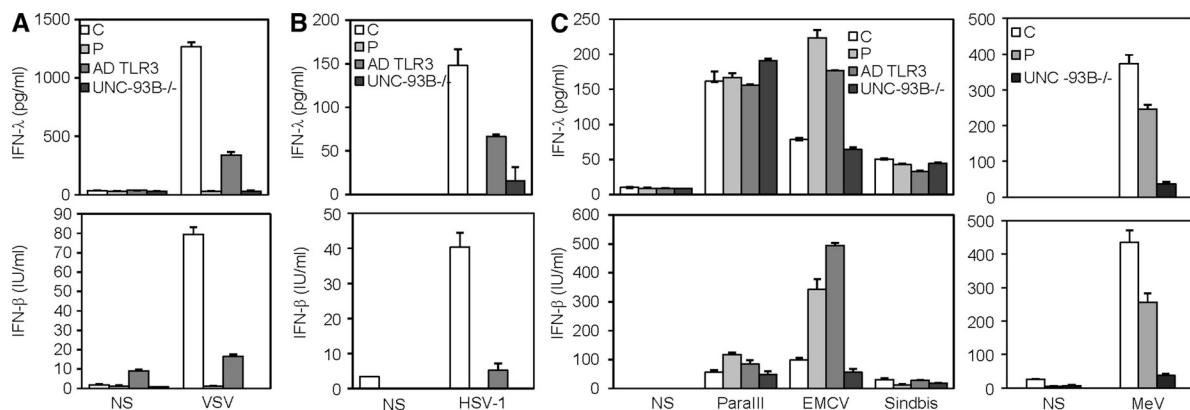 A
IFN-λ (pg/ml)
1500
1000
500
0
C
P
AD TLR3
UNC-93B-/-
IFN-β (IU/ml)
90
80
70
60
50
40
30
20
10
0
NS VSV
B
IFN-λ (pg/ml)
200
150
100
50
0
C
P
AD TLR3
UNC-93B-/-
IFN-β (IU/ml)
50
40
30
20
10
0
NS HSV-1
C
IFN-λ (pg/ml)
250
200
150
100
50
0
C
P
AD TLR3
UNC-93B-/-
IFN-β (IU/ml)
600
500
400
300
200
100
0
NS ParaIII EMCV Sindbis
500
400
300
200
100
0
C
P
UNC -93B-/-
500
400
300
200
100
0
NS MeV